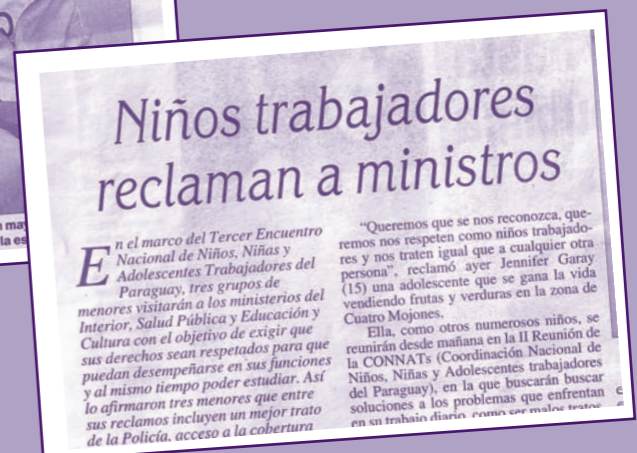 n may
la es
Niños trabajadores
reclaman a ministros
En el marco del Tercer Encuentro
Nacional de Niños, Niñas y
Adolescentes Trabajadores del
Paraguay, tres grupos de
menores visitarán a los ministerios del
Interior, Salud Pública y Educación y
Cultura con el objetivo de exigir que
sus derechos sean respetados para que
puedan desempeñarse en sus funciones
y al mismo tiempo poder estudiar. Así
lo afirmaron tres menores que entre
sus reclamos incluyen un mejor trato
de la Policía, acceso a la cobertura
“Queremos que se nos reconozca, que-
remos nos respeten como niños trabajado-
res y nos traten igual que a cualquier otra
persona”, reclamó ayer Jennifer Garay
(15) una adolescente que se gana la vida
vendiendo frutas y verduras en la zona de
Cuatro Mojones.
Ella, como otros numerosos niños, se
reunirán desde mañana en la II Reunión de
la CONNATs (Coordinación Nacional de
Niños, Niñas y Adolescentes trabajadores
del Paraguay), en la que buscarán buscar
soluciones a los problemas que enfrentan
en su trabajo diario, como ser malos tratos